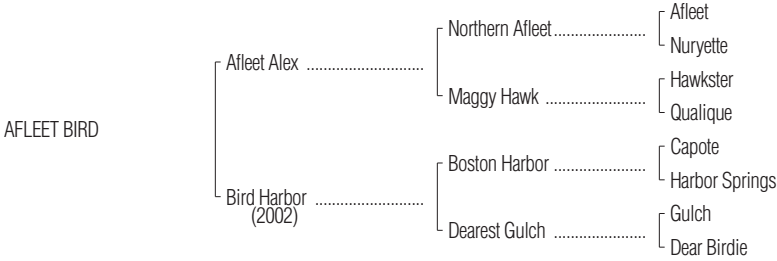 Afleet
Northern Afleet
Nuryette
Afleet Alex
Hawkster
Maggy Hawk
Qualique
AFLEET BIRD
Capote
Boston Harbor
Harbor Springs
Bird Harbor
(2002)
Gulch
Dearest Gulch
Dear Birdie